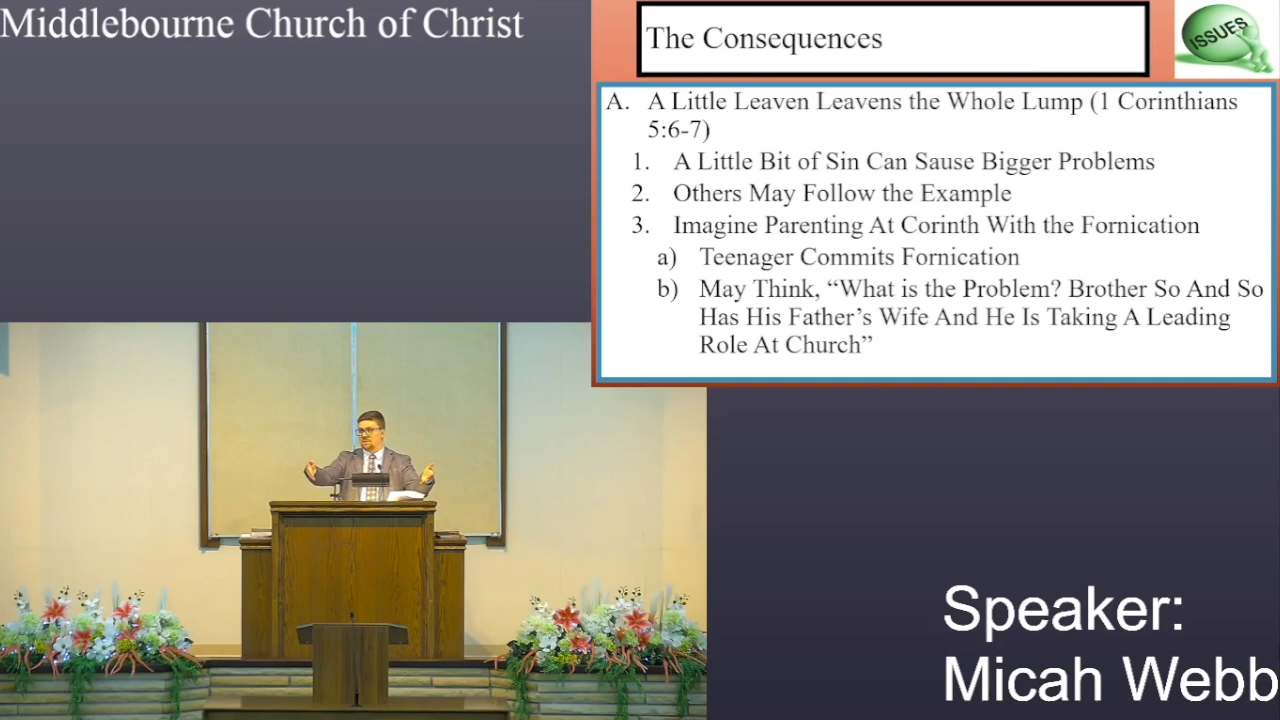 Middlebourne Church of Christ
The Consequences
ISSUES
A. A Little Leaven Leavens the Whole Lump (1 Corinthians
5:6-7)
1. A Little Bit of Sin Can Sause Bigger Problems
2. Others May Follow the Example
3. Imagine Parenting At Corinth With the Fornication
a) Teenager Commits Fornication
b) May Think, “What is the Problem? Brother So And So
Has His Father’s Wife And He Is Taking A Leading
Role At Church”
Speaker:
Micah Webb